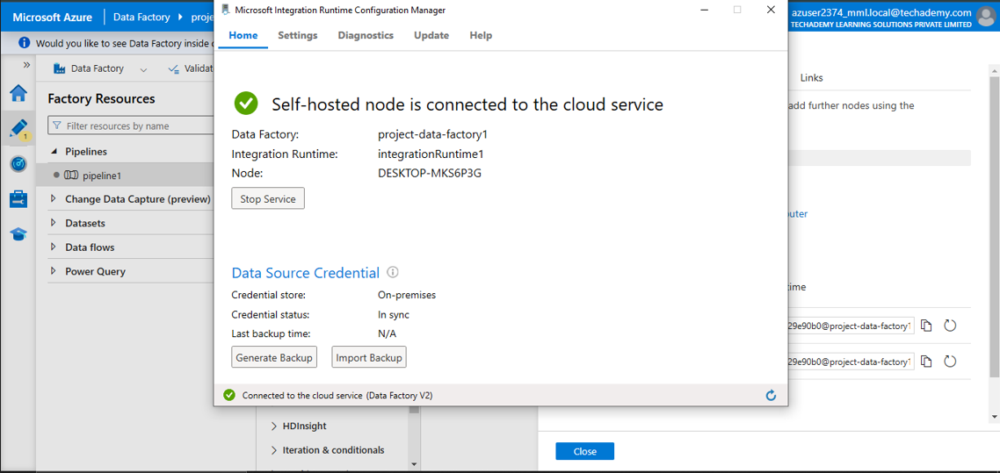 Microsoft Azure
Data Factory
proje
azuser2374_mml.local@techademy.com
TECHADEMY LEARNING SOLUTIONS PRIVATE LIMITED
Would you like to see Data Factory inside
Data Factory
Validat
Factory Resources
Filter resources by name
Pipelines
pipeline1
Change Data Capture (preview)
Datasets
Data flows
Power Query
1
Microsoft Integration Runtime Configuration Manager
Home
Settings
Diagnostics
Update
Help
Self-hosted node is connected to the cloud service
Data Factory: project-data-factory1
Integration Runtime: integrationRuntime1
Node: DESKTOP-MKS6P3G
Stop Service
Data Source Credential
Credential store: On-premises
Credential status: In sync
Last backup time: N/A
Generate Backup
Import Backup
Connected to the cloud service (Data Factory V2)
HDInsight
Iteration & conditionals
Links
add further nodes using the
uter
time
29e90b0@project-data-factory1
29e90b0@project-data-factory1
Close